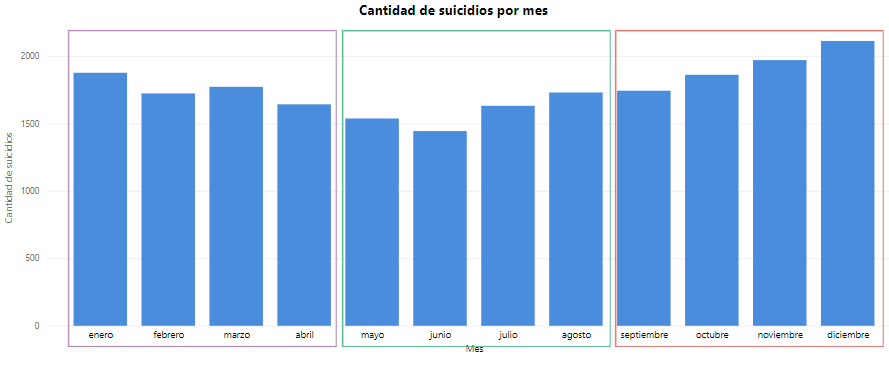 Cantidad de suicidios por mes
Cantidad de suicidios
2000
1500
1000
500
0
enero febrero marzo abril mayo junio julio agosto septiembre octubre noviembre diciembre
Mes